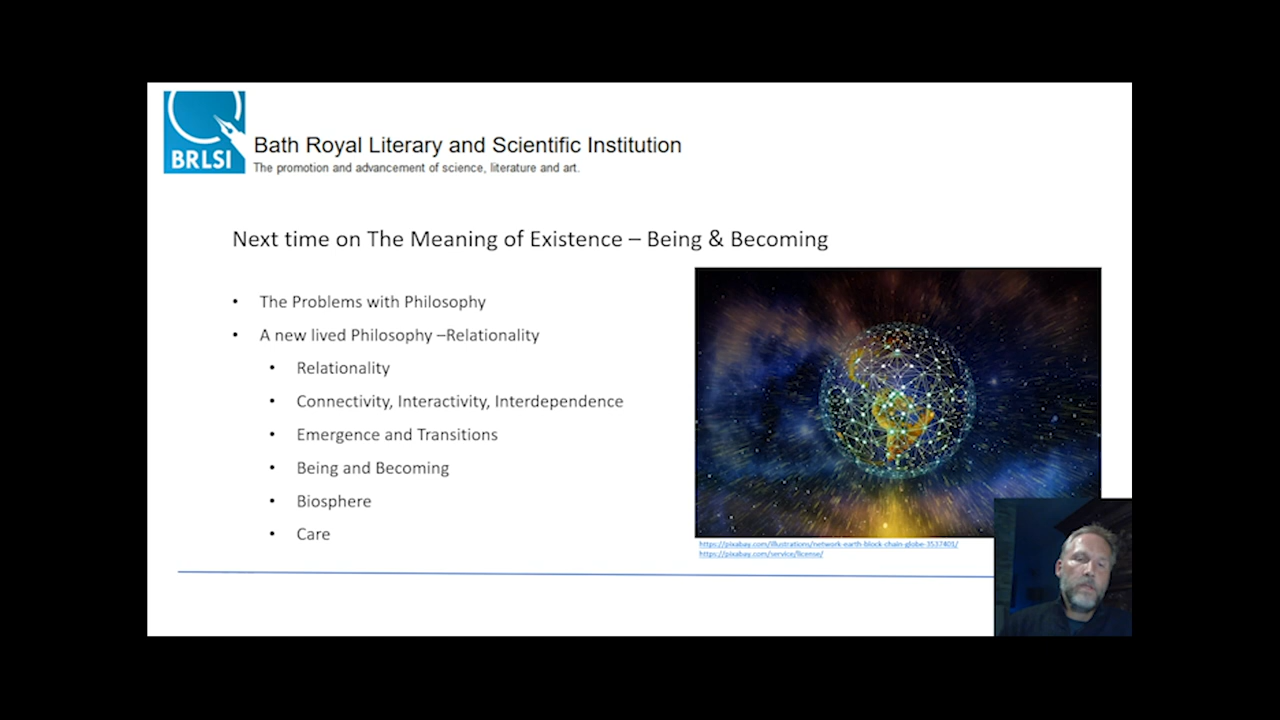 BRLSI
Bath Royal Literary and Scientific Institution
The promotion and advancement of science, literature and art.
Next time on The Meaning of Existence – Being & Becoming
• The Problems with Philosophy
• A new lived Philosophy –Relationality
• Relationality
• Connectivity, Interactivity, Interdependence
• Emergence and Transitions
• Being and Becoming
• Biosphere
• Care
https://pixabay.com/illustrations/network-earth-block-chain-globe-3537401/
https://pixabay.com/service/license/